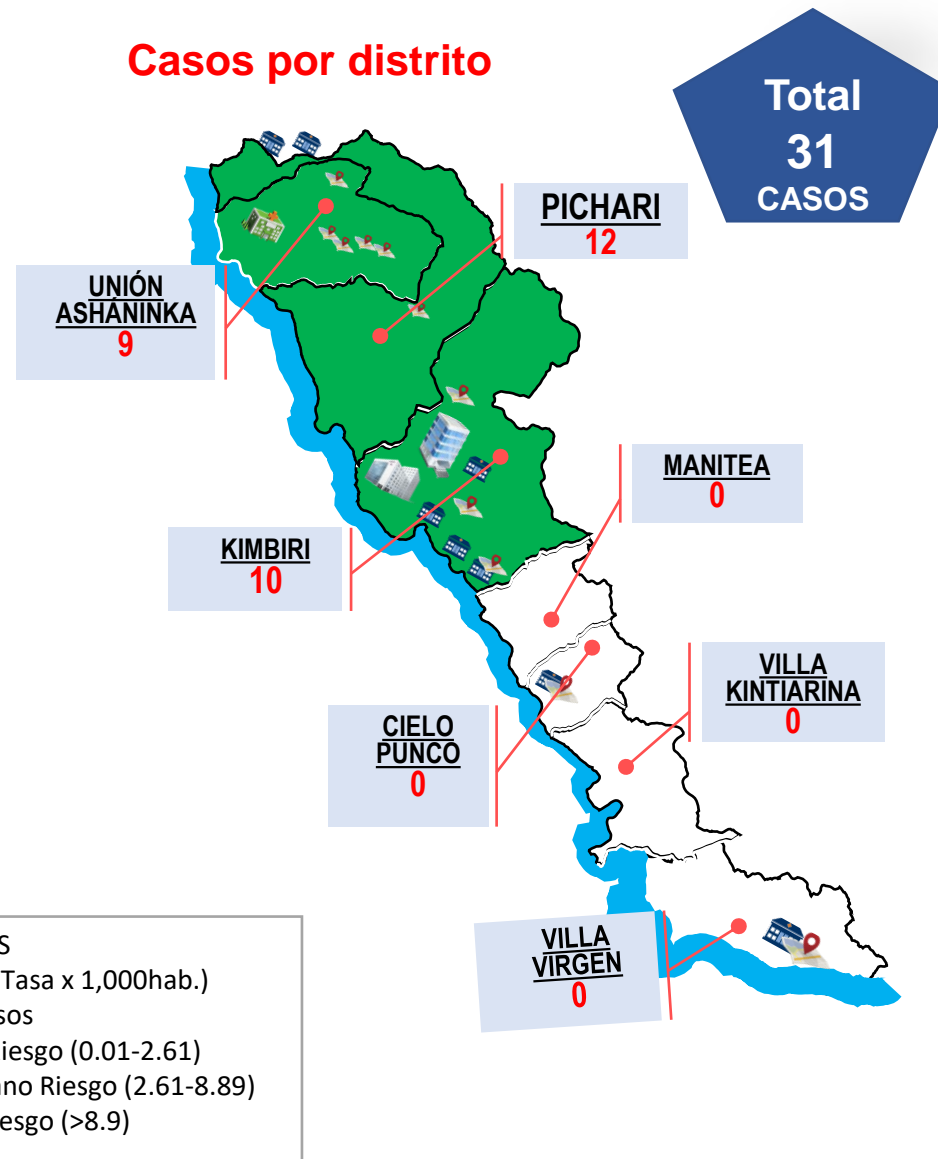 Casos por distrito
Total
31
CASOS
PICHARI
12
UNIÓN
ASHÁNINKA
9
MANITEA
0
KIMBIRI
10
VILLA
KINTIARINA
0
CIELO
PUNCO
0
VILLA
VIRGEN
0
S
Tasa x 1,000hab.)
sos
iesgo (0.01-2.61)
no Riesgo (2.61-8.89)
esgo (>8.9)